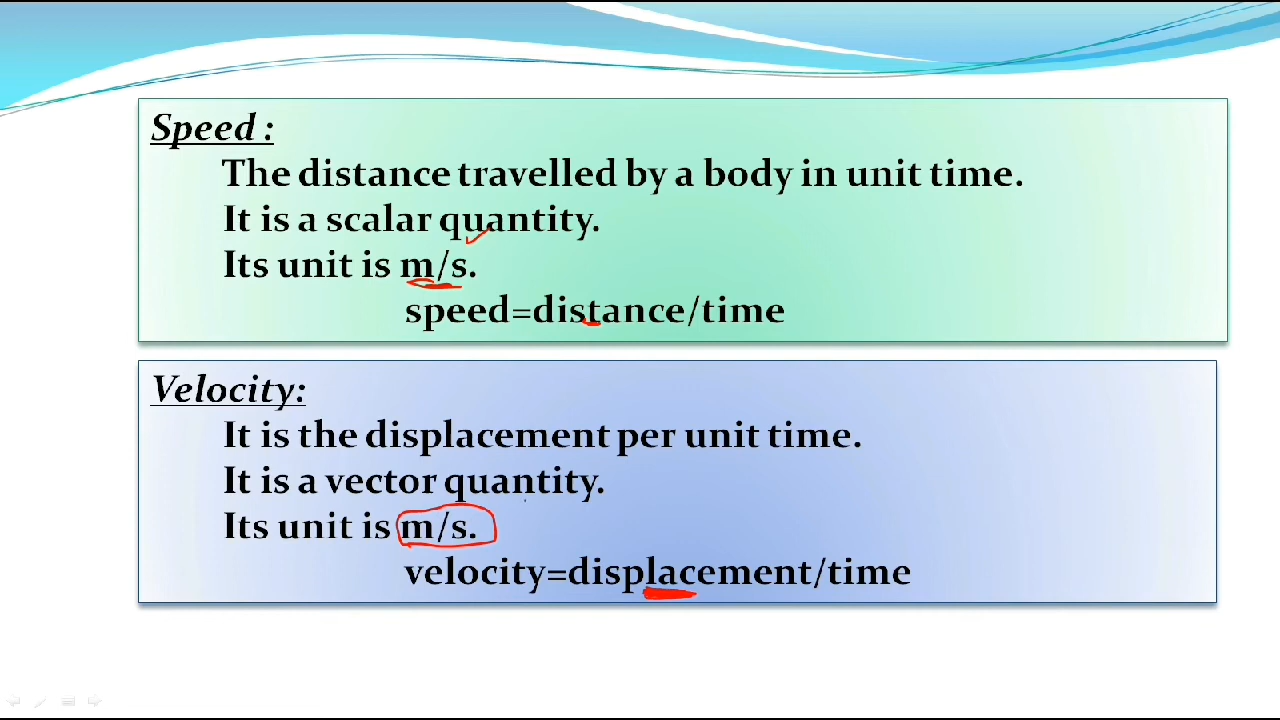 Speed :
The distance travelled by a body in unit time.
It is a scalar quantity.
Its unit is m/s.
speed=distance/time
Velocity:
It is the displacement per unit time.
It is a vector quantity.
Its unit is m/s.
velocity=displacement/time